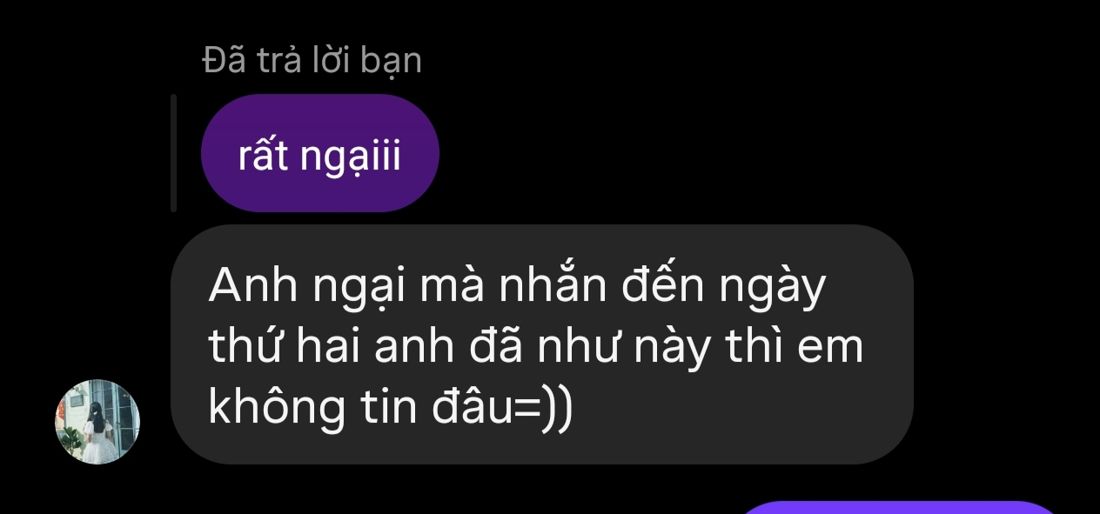 Đã trả lời bạn
rất ngạiii
Anh ngại mà nhắn đến ngày
thứ hai anh đã như này thì em
không tin đâu=))